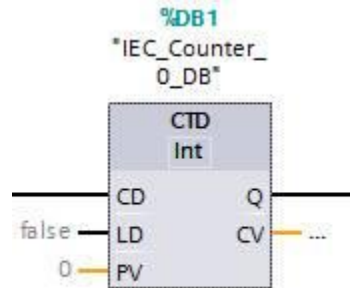 %DB1
"IEC_Counter_
0_DB"
CTD
Int
CD Q
false LD CV ...
0 PV